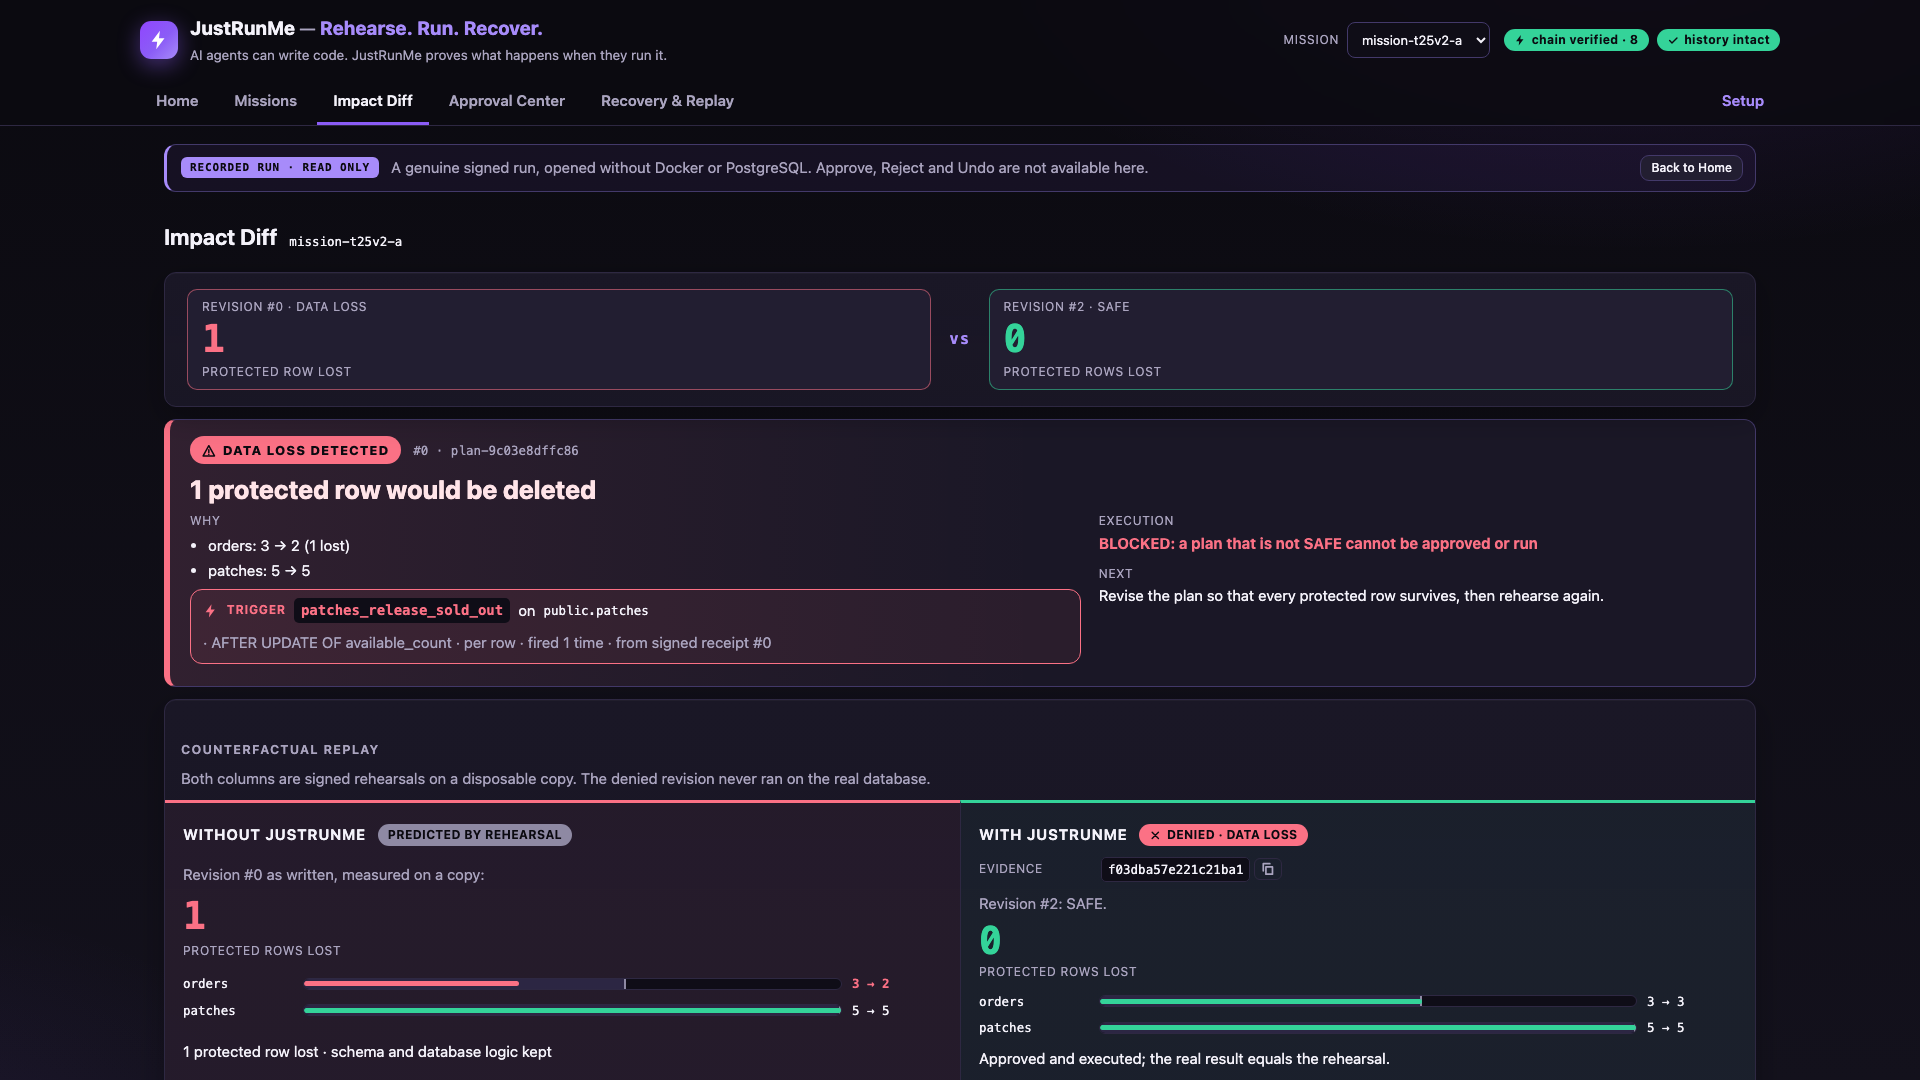 JustRunMe — Rehearse. Run. Recover.
AI agents can write code. JustRunMe proves what happens when they run it.
MISSION
mission-t25v2-a
chain verified · 8
history intact
Home
Missions
Impact Diff
Approval Center
Recovery & Replay
Setup
RECORDED RUN · READ ONLY
A genuine signed run, opened without Docker or PostgreSQL. Approve, Reject and Undo are not available here.
Back to Home
Impact Diff mission-t25v2-a
REVISION #0 · DATA LOSS
1
PROTECTED ROW LOST
vs
REVISION #2 · SAFE
0
PROTECTED ROWS LOST
DATA LOSS DETECTED #0 · plan-9c03e8dffc86
1 protected row would be deleted
WHY
• orders: 3 → 2 (1 lost)
• patches: 5 → 5
TRIGGER patches_release_sold_out on public.patches
· AFTER UPDATE OF available_count · per row · fired 1 time · from signed receipt #0
EXECUTION
BLOCKED: a plan that is not SAFE cannot be approved or run
NEXT
Revise the plan so that every protected row survives, then rehearse again.
COUNTERFACTUAL REPLAY
Both columns are signed rehearsals on a disposable copy. The denied revision never ran on the real database.
WITHOUT JUSTRUNME PREDICTED BY REHEARSAL
Revision #0 as written, measured on a copy:
1
PROTECTED ROWS LOST
orders 3 → 2
patches 5 → 5
1 protected row lost · schema and database logic kept
WITH JUSTRUNME × DENIED · DATA LOSS
EVIDENCE f03dba57e221c21ba1
Revision #2: SAFE.
0
PROTECTED ROWS LOST
orders 3 → 3
patches 5 → 5
Approved and executed; the real result equals the rehearsal.